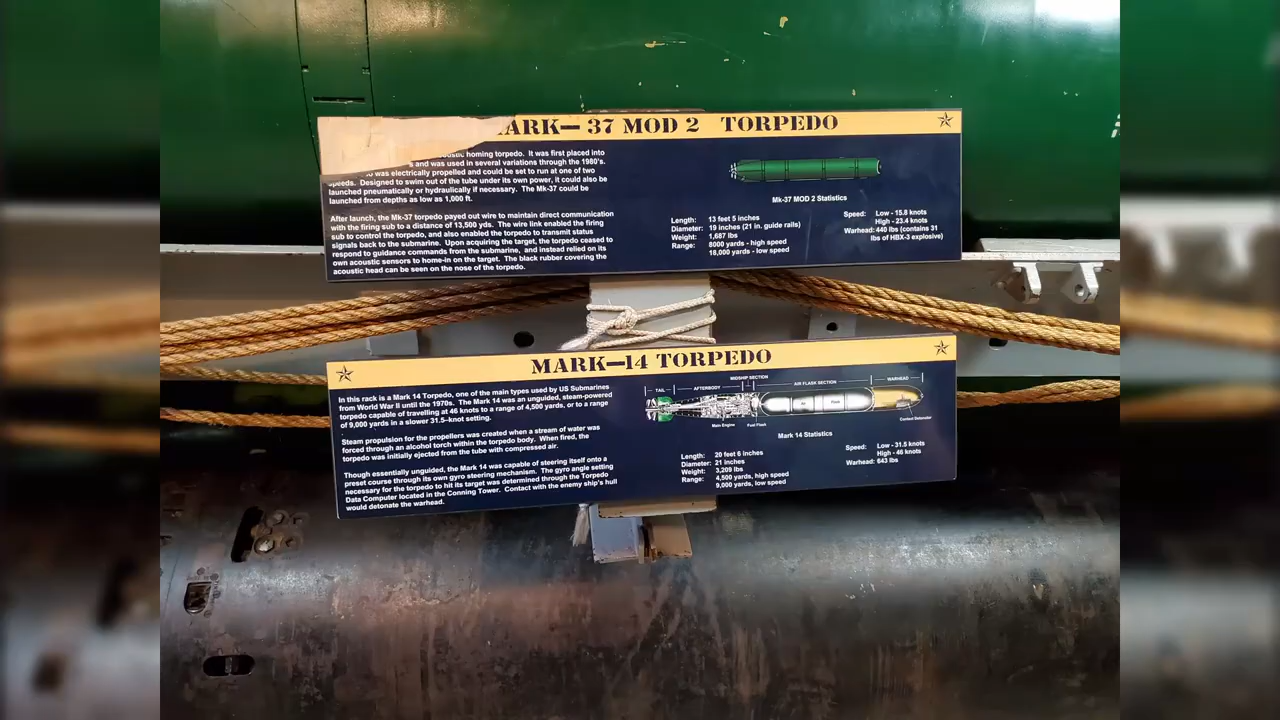 ARK— 37 MOD 2 TORPEDO
homing torpedo. It was first placed into
and was used in several variations through the 1980's.
was electrically propelled and could be set to run at one of two
speeds. Designed to swim out of the tube under its own power, it could also be
launched pneumatically or hydraulically if necessary. The Mk-37 could be
launched from depths as low as 1,000 ft.
After launch, the Mk-37 torpedo payed out wire to maintain direct communication
with the firing sub to a distance of 13,500 yds. The wire link enabled the firing
sub to control the torpedo, and also enabled the torpedo to transmit status
signals back to the submarine. Upon acquiring the target, the torpedo ceased to
respond to guidance commands from the submarine, and instead relied on its
own acoustic sensors to home-in on the target. The black rubber covering the
acoustic head can be seen on the nose of the torpedo.
Mk-37 MOD 2 Statistics
Length: 13 feet 5 inches
Diameter: 19 inches (21 in. guide rails)
Weight: 1,687 lbs
Range: 8000 yards - high speed
18,000 yards - low speed
Speed: Low - 15.8 knots
High - 23.4 knots
Warhead: 440 lbs (contains 31
lbs of HBX-3 explosive)
MARK—14 TORPEDO
In this rack is a Mark 14 Torpedo, one of the main types used by US Submarines
from World War II until the 1970s. The Mark 14 was an unguided, steam-powered
torpedo capable of travelling at 46 knots to a range of 4,500 yards, or to a range
of 9,000 yards in a slower 31.5–knot setting.
Steam propulsion for the propellers was created when a stream of water was
forced through an alcohol torch within the torpedo body. When fired, the
torpedo was initially ejected from the tube with compressed air.
Though essentially unguided, the Mark 14 was capable of steering itself onto a
preset course through its own gyro steering mechanism. The gyro angle setting
necessary for the torpedo to hit its target was determined through the Torpedo
Data Computer located in the Conning Tower. Contact with the enemy ship's hull
would detonate the warhead.
TAIL AFTERBODY MIDSHIP SECTION AIR FLASK SECTION WARHEAD
Air Flask
Main Engine Fuel Flask Contact Detonator
Mark 14 Statistics
Length: 20 feet 6 inches
Diameter: 21 inches
Weight: 3,209 lbs
Range: 4,500 yards, high speed
9,000 yards, low speed
Speed: Low - 31.5 knots
High - 46 knots
Warhead: 643 lbs